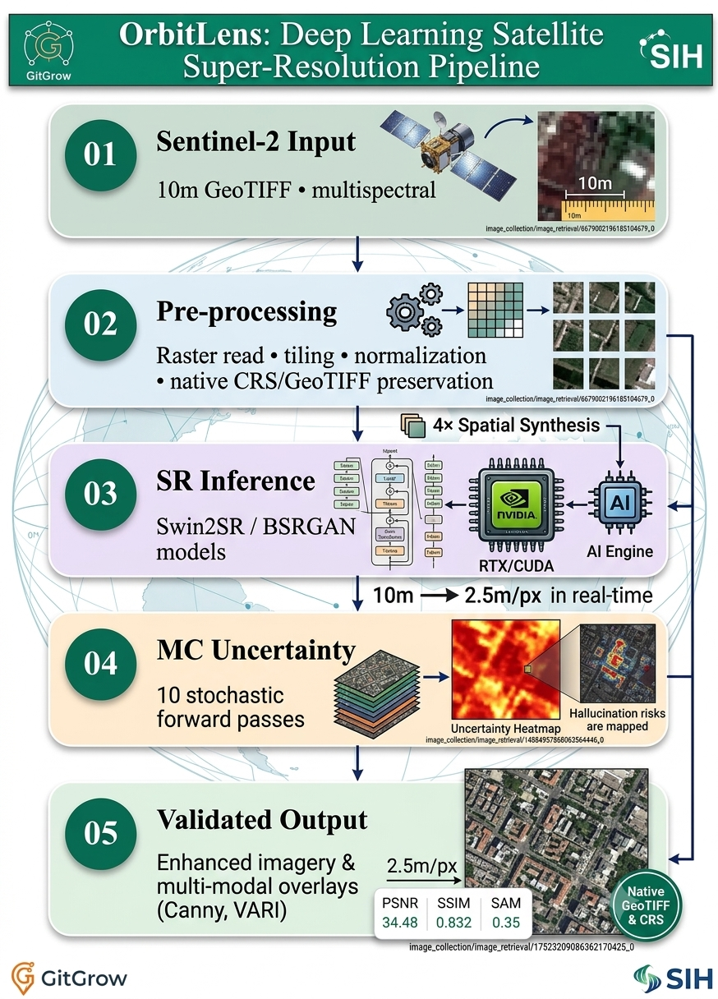 OrbitLens: Deep Learning Satellite
Super-Resolution Pipeline
GitGrow
SIH
01
Sentinel-2 Input
10m GeoTIFF • multispectral
10m
10m
image_collection/image_retrieval/6679002196185104679_0
02
Pre-processing
Raster read • tiling • normalization
• native CRS/GeoTIFF preservation
image_collection/image_retrieval/6679002196185104679_0
4× Spatial Synthesis
03
SR Inference
Swin2SR / BSRGAN
models
NVIDIA
RTX/CUDA
AI
AI Engine
10m → 2.5m/px in real-time
04
MC Uncertainty
10 stochastic
forward passes
Uncertainty Heatmap
Hallucination risks
are mapped
05
Validated Output
Enhanced imagery &
multi-modal overlays
(Canny, VARI)
2.5m/px
PSNR SSIM SAM
34.48 0.832 0.35
Native
GeoTIFF
& CRS
image_collection/image_retrieval/17523209086362170425_0
GitGrow
SIH